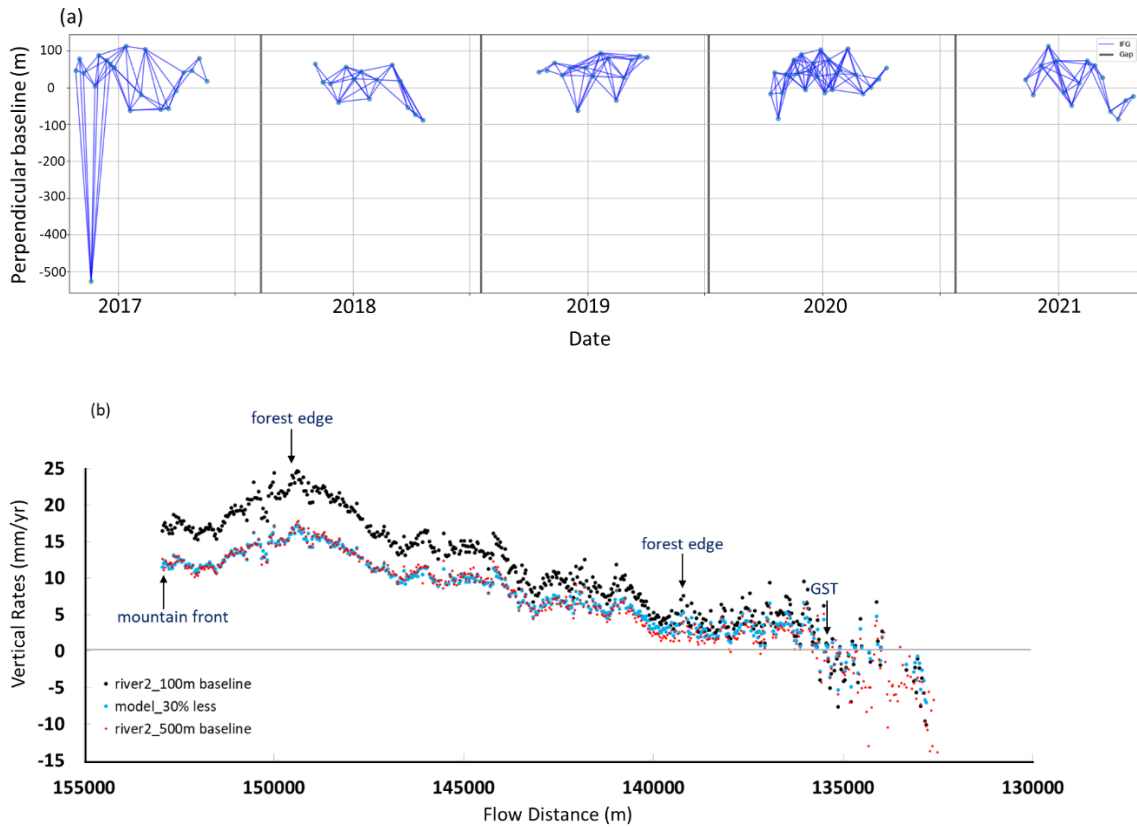 (a)
Perpendicular baseline (m)
100
0
-100
-200
-300
-400
-500
IFG
Gap
2017 2018 2019 2020 2021
Date
(b)
forest edge
forest edge
GST
mountain front
Vertical Rates (mm/yr)
25
20
15
10
5
0
-5
-10
-15
river2_100m baseline
model_30% less
river2_500m baseline
155000 150000 145000 140000 135000 130000
Flow Distance (m)